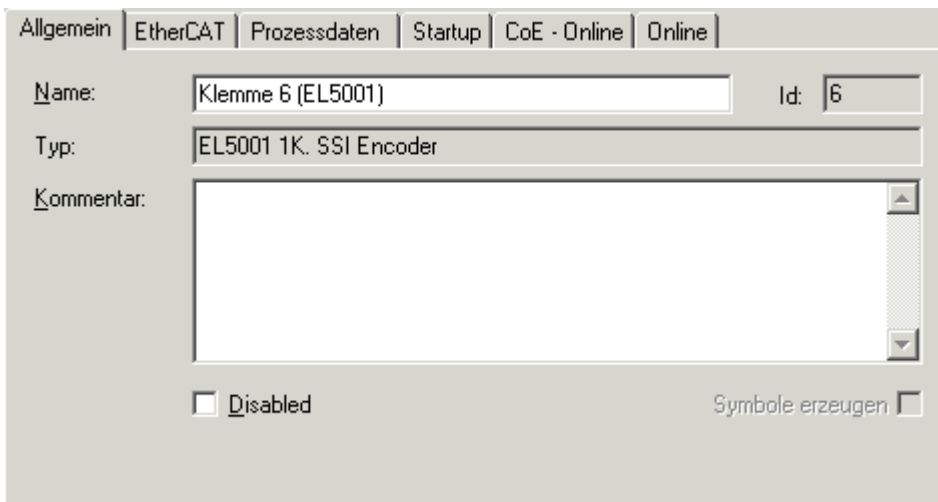 Allgemein EtherCAT Prozessdaten Startup CoE - Online Online
Name: Klemme 6 (EL5001) Id: 6
Typ: EL5001 1K. SSI Encoder
Kommentar:
Disabled Symbole erzeugen